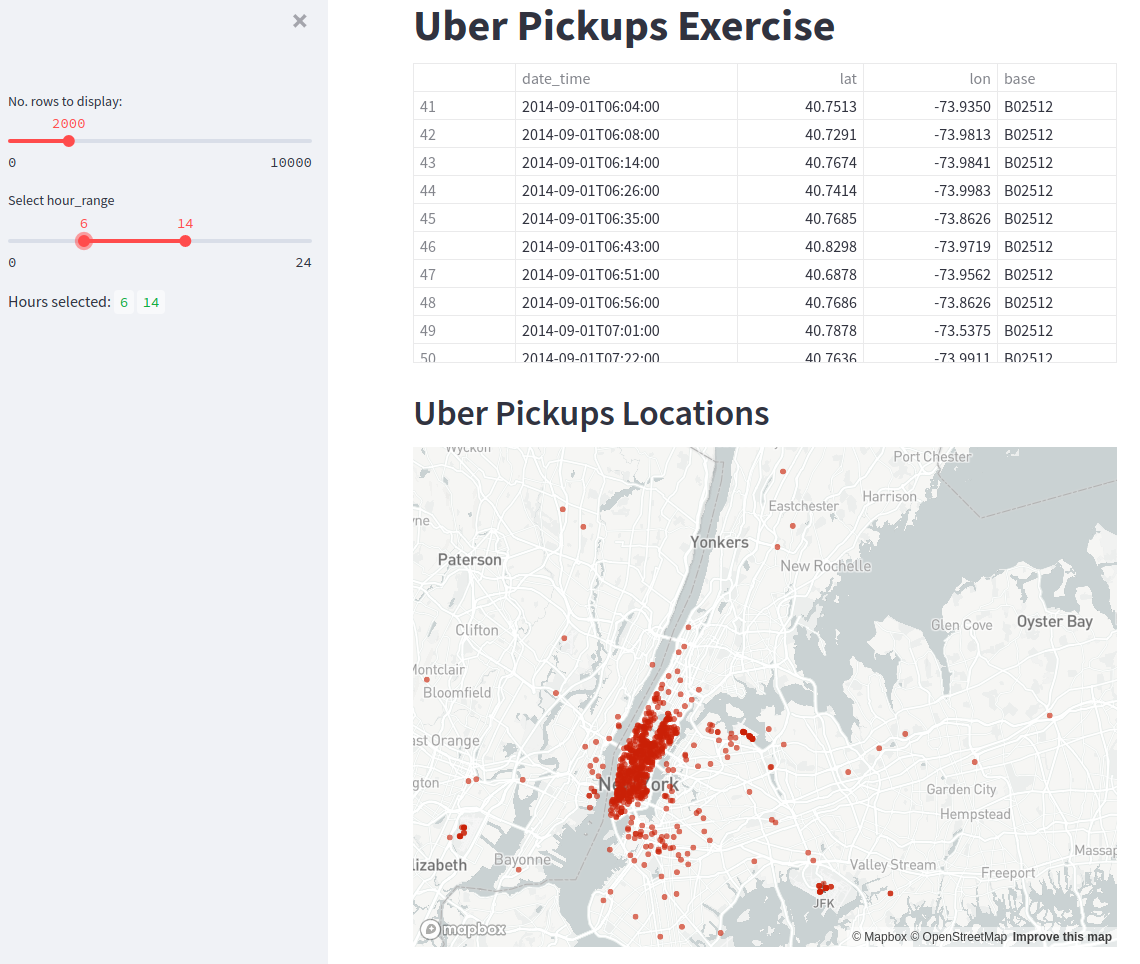 ×
No. rows to display:
2000
0 10000
Select hour_range
6 14
0 24
Hours selected: 6 14
Uber Pickups Exercise
date_time lat lon base
41 2014-09-01T06:04:00 40.7513 -73.9350 B02512
42 2014-09-01T06:08:00 40.7291 -73.9813 B02512
43 2014-09-01T06:14:00 40.7674 -73.9841 B02512
44 2014-09-01T06:26:00 40.7414 -73.9983 B02512
45 2014-09-01T06:35:00 40.7685 -73.8626 B02512
46 2014-09-01T06:43:00 40.8298 -73.9719 B02512
47 2014-09-01T06:51:00 40.6878 -73.9562 B02512
48 2014-09-01T06:56:00 40.7686 -73.8626 B02512
49 2014-09-01T07:01:00 40.7878 -73.5375 B02512
50 2014-09-01T07:22:00 40.7636 -73.9911 B02512
Uber Pickups Locations
Wyckoff
Port Chester
Harrison
Eastchester
yne
Yonkers
Paterson
New Rochelle
Clifton
Glen Cove
Oyster Bay
Montclair
Bloomfield
ast Orange
gton
New York
Garden City
Hempstead
Massap
lizabeth
Bayonne
Valley Stream
Freeport
JFK
mapbox
© Mapbox © OpenStreetMap Improve this map